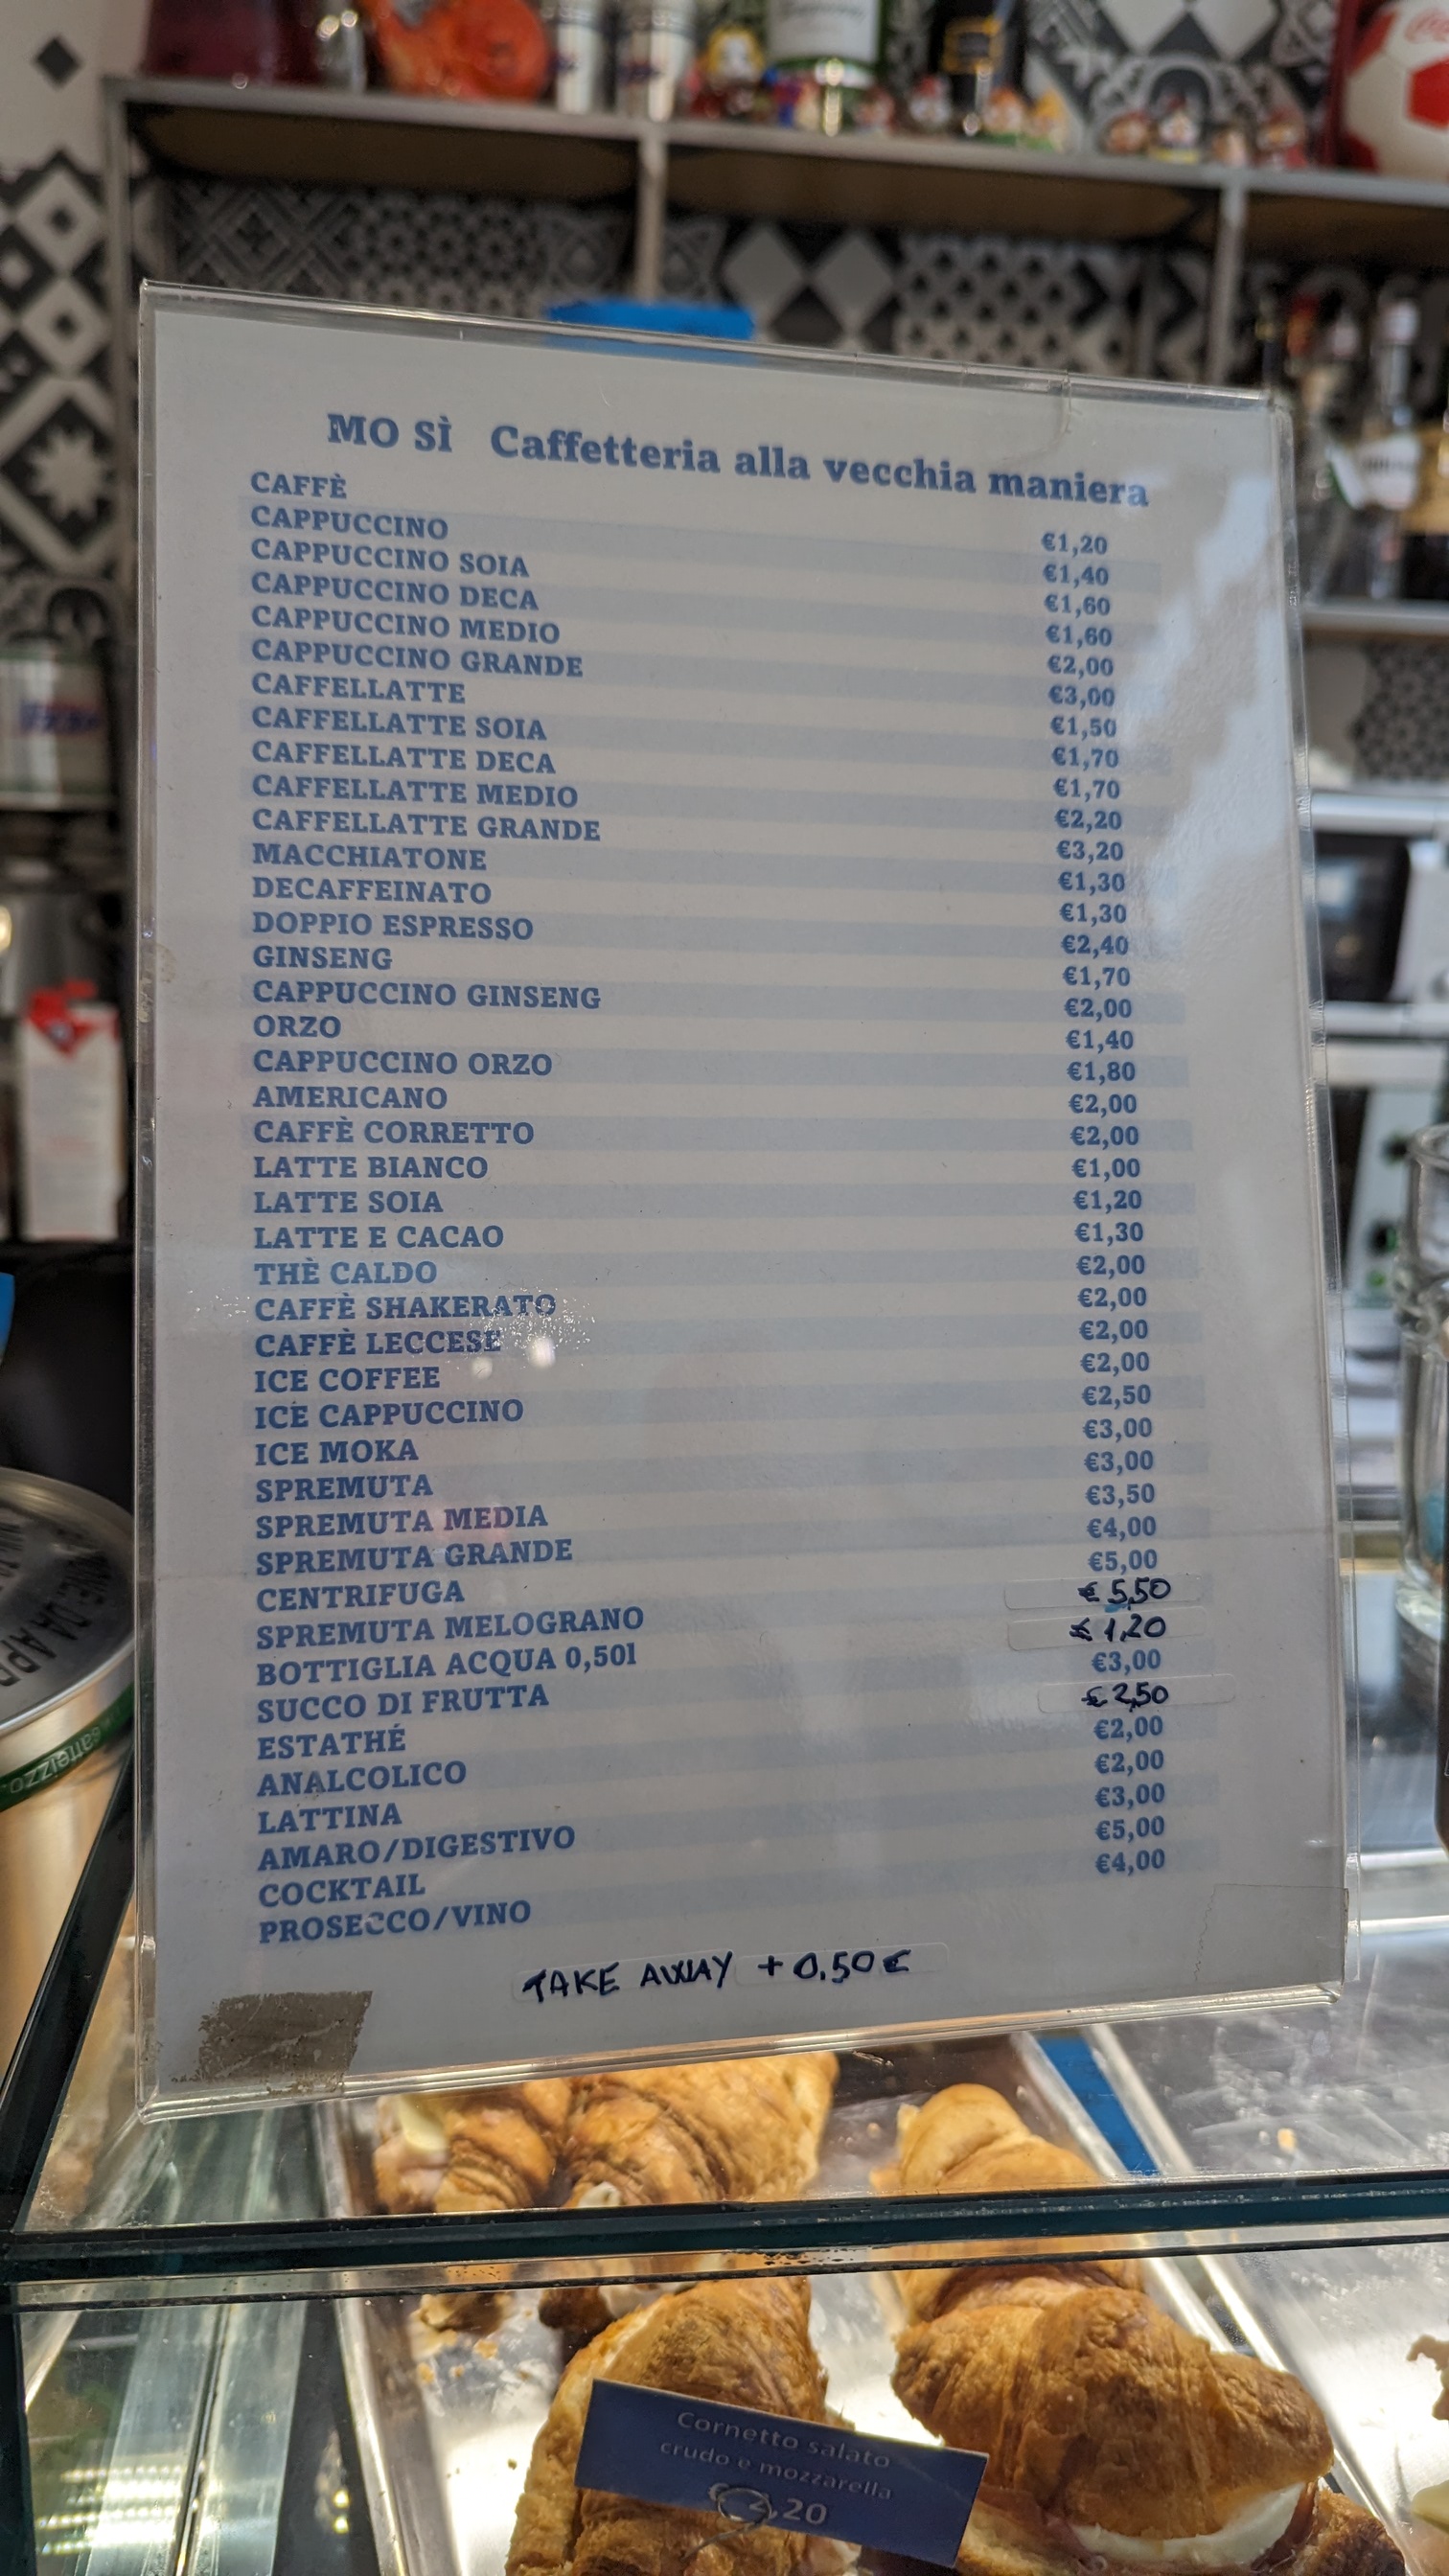 MO SÌ Caffetteria alla vecchia maniera
CAFFÈ €1,20
CAPPUCCINO €1,40
CAPPUCCINO SOIA €1,60
CAPPUCCINO DECA €1,60
CAPPUCCINO MEDIO €2,00
CAPPUCCINO GRANDE €3,00
CAFFELLATTE €1,50
CAFFELLATTE SOIA €1,70
CAFFELLATTE DECA €1,70
CAFFELLATTE MEDIO €2,20
CAFFELLATTE GRANDE €3,20
MACCHIATONE €1,30
DECAFFEINATO €1,30
DOPPIO ESPRESSO €2,40
GINSENG €1,70
CAPPUCCINO GINSENG €2,00
ORZO €1,40
CAPPUCCINO ORZO €1,80
AMERICANO €2,00
CAFFÈ CORRETTO €2,00
LATTE BIANCO €1,00
LATTE SOIA €1,20
LATTE E CACAO €1,30
THÈ CALDO €2,00
CAFFÈ SHAKERATO €2,00
CAFFÈ LECCESE €2,00
ICE COFFEE €2,00
ICE CAPPUCCINO €2,50
ICE MOKA €3,00
SPREMUTA €3,00
SPREMUTA MEDIA €3,50
SPREMUTA GRANDE €4,00
CENTRIFUGA €5,00
SPREMUTA MELOGRANO € 5,50
BOTTIGLIA ACQUA 0,50l € 1,20
SUCCO DI FRUTTA €3,00
ESTATHÉ € 2,50
ANALCOLICO €2,00
LATTINA €2,00
AMARO/DIGESTIVO €3,00
COCKTAIL €5,00
PROSECCO/VINO €4,00
TAKE AWAY + 0,50 €
Cornetto salato
crudo e mozzarella
€ 2,20